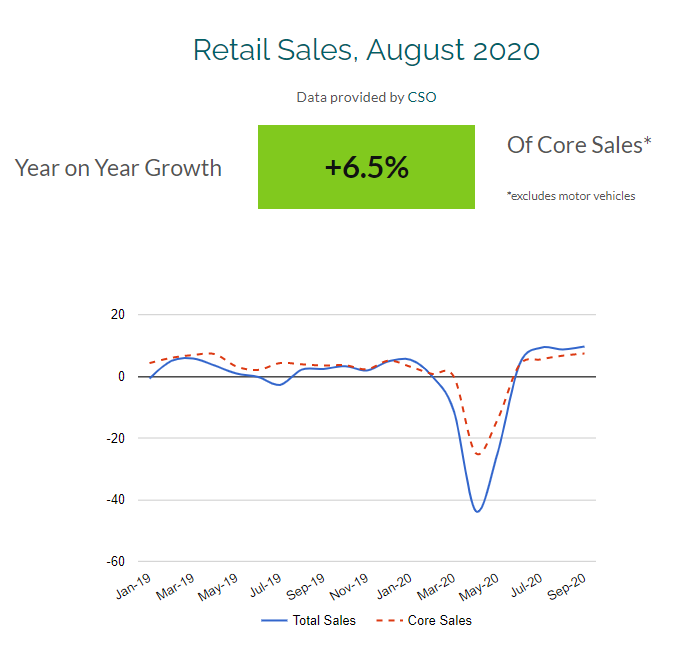 Retail Sales, August 2020
Data provided by CSO
Year on Year Growth
+6.5%
Of Core Sales*
*excludes motor vehicles
20
0
-20
-40
-60
Jan-19
Mar-19
May-19
Jul-19
Sep-19
Nov-19
Jan-20
Mar-20
May-20
Jul-20
Sep-20
Total Sales
Core Sales